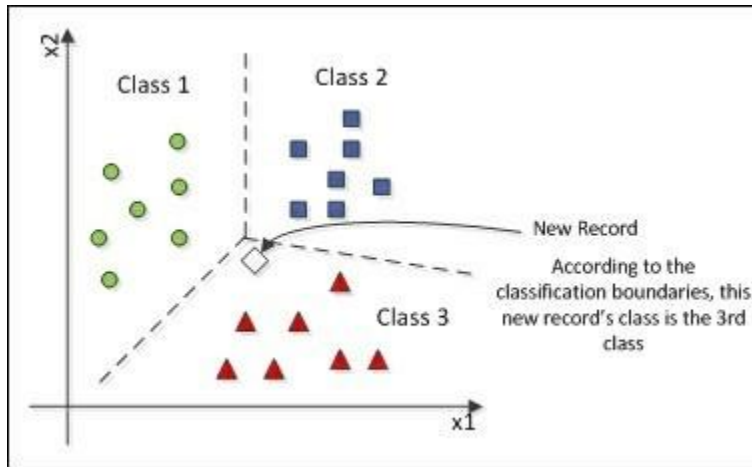 x2
Class 1
Class 2
New Record
According to the
classification boundaries, this
new record's class is the 3rd
class
Class 3
x1